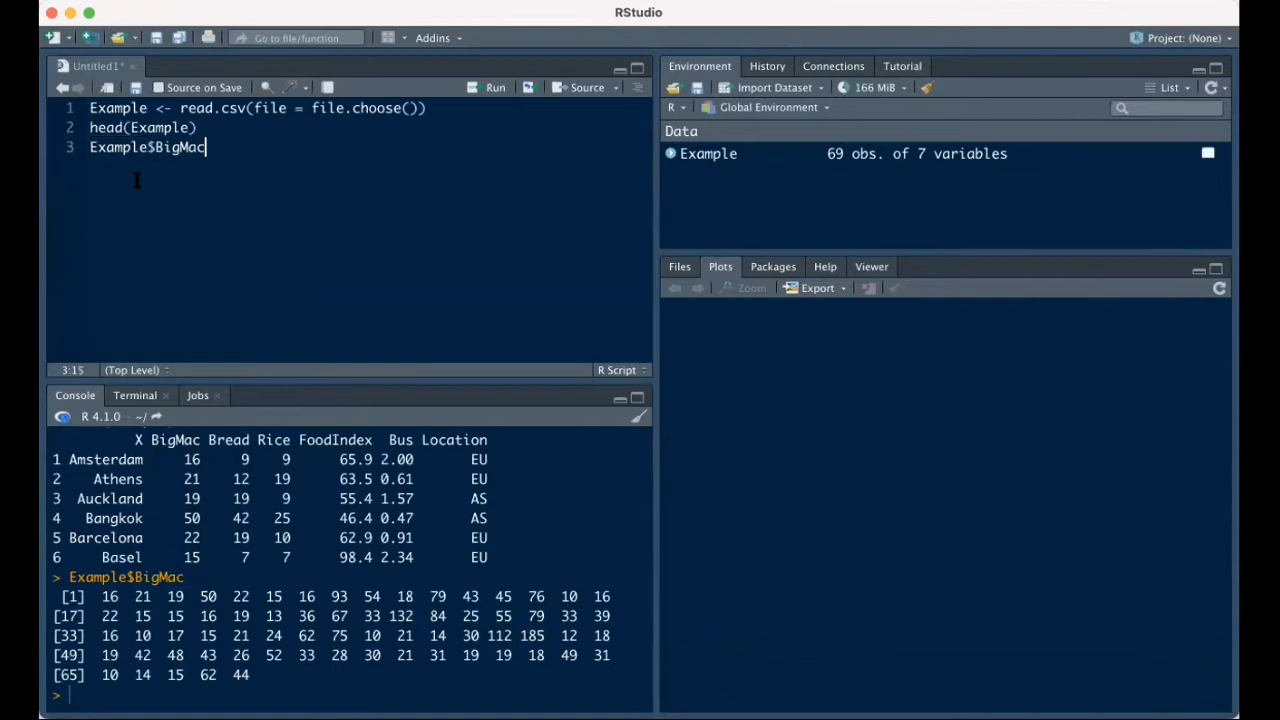 RStudio
Go to file/function
Addins
Project: (None)
Untitled1*
Source on Save
Run
Source
1 Example <- read.csv(file = file.choose())
2 head(Example)
3 Example$BigMac
3:15 (Top Level) R Script
Console Terminal Jobs
R 4.1.0 · ~/
X BigMac Bread Rice FoodIndex Bus Location
1 Amsterdam 16 9 9 65.9 2.00 EU
2 Athens 21 12 19 63.5 0.61 EU
3 Auckland 19 19 9 55.4 1.57 AS
4 Bangkok 50 42 25 46.4 0.47 AS
5 Barcelona 22 19 10 62.9 0.91 EU
6 Basel 15 7 7 98.4 2.34 EU
> Example$BigMac
[1] 16 21 19 50 22 15 16 93 54 18 79 43 45 76 10 16
[17] 22 15 15 16 19 13 36 67 33 132 84 25 55 79 33 39
[33] 16 10 17 15 21 24 62 75 10 21 14 30 112 185 12 18
[49] 19 42 48 43 26 52 33 28 30 21 31 19 19 18 49 31
[65] 10 14 15 62 44
>
Environment History Connections Tutorial
Import Dataset 166 MiB List
R Global Environment
Data
Example 69 obs. of 7 variables
Files Plots Packages Help Viewer
Zoom Export